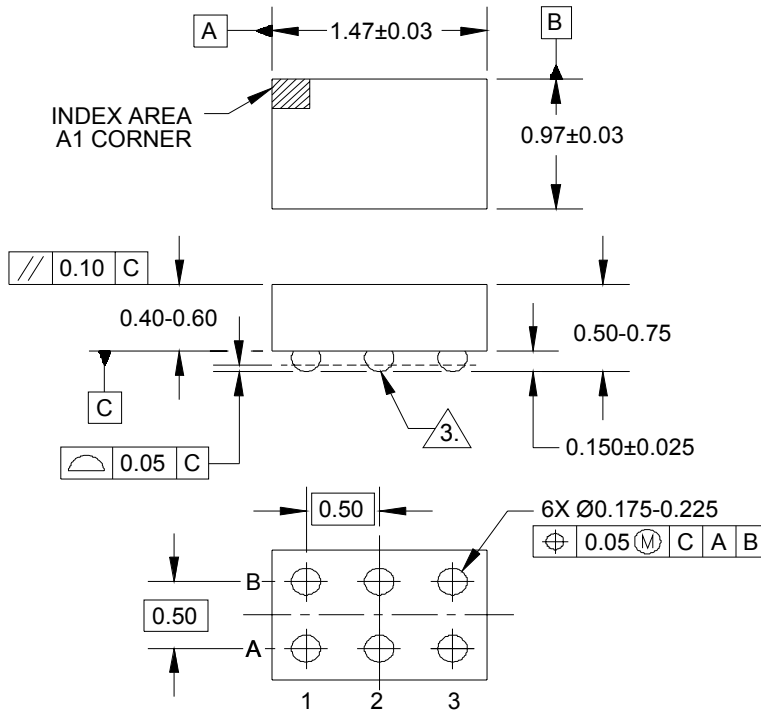 A
1.47±0.03
B
INDEX AREA
A1 CORNER
0.97±0.03
// 0.10 C
0.40-0.60
0.50-0.75
C
3.
0.150±0.025
⌓ 0.05 C
0.50
6X Ø0.175-0.225
⌖ 0.05 Ⓜ C A B
B
0.50
A
1 2 3